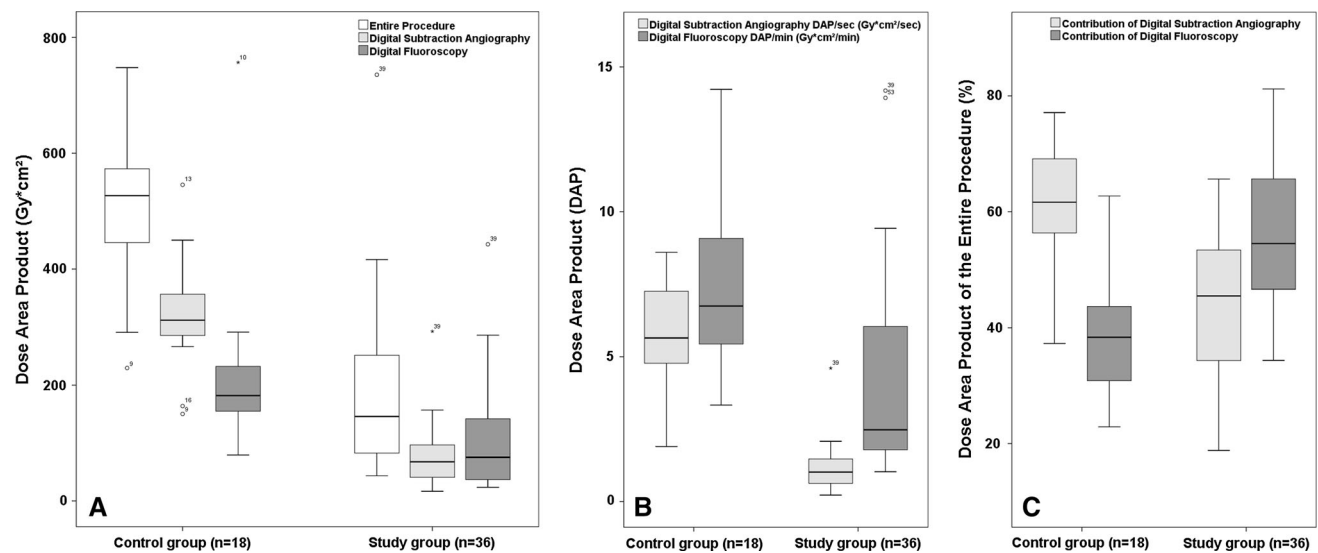 Entire Procedure
Digital Subtraction Angiography
Digital Fluoroscopy
Dose Area Product (Gy*cm²)
800
600
400
200
0
9
13
16
9
*10
39
*39
39
A
Control group (n=18)
Study group (n=36)
Digital Subtraction Angiography DAP/sec (Gy*cm²/sec)
Digital Fluoroscopy DAP/min (Gy*cm²/min)
Dose Area Product (DAP)
15
10
5
0
*39
39
53
B
Control group (n=18)
Study group (n=36)
Contribution of Digital Subtraction Angiography
Contribution of Digital Fluoroscopy
Dose Area Product of the Entire Procedure (%)
80
60
40
20
C
Control group (n=18)
Study group (n=36)